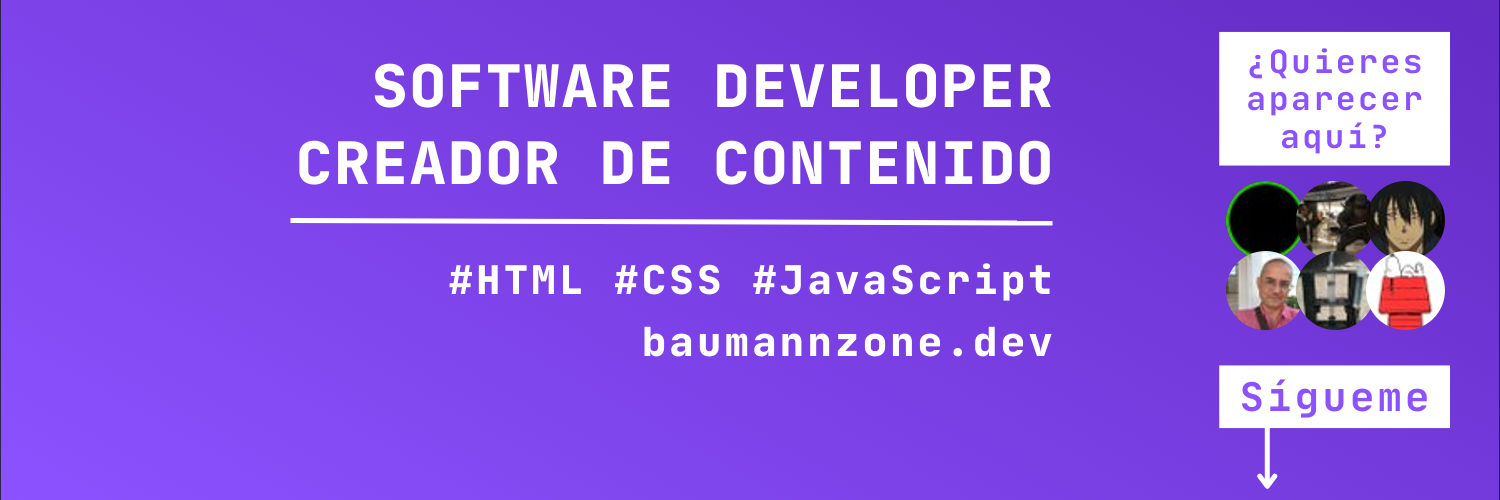 SOFTWARE DEVELOPER
CREADOR DE CONTENIDO
#HTML #CSS #JavaScript
baumannzone.dev
¿Quieres
aparecer
aquí?
Sígueme